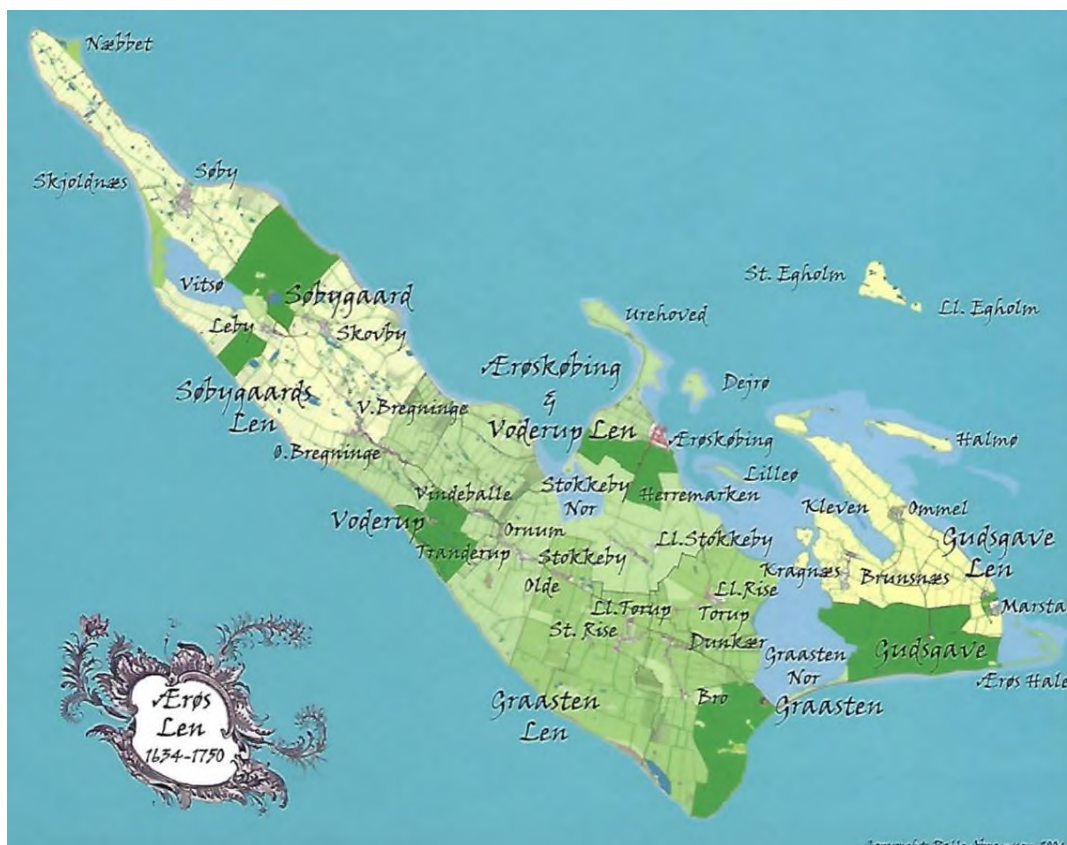 Næbbet
Søby
Skjoldnæs
Vitsø
Søbygaard
Leby
Skovby
Søbygaards
Len
V.Bregninge
Ø.Bregninge
St. Egholm
Ll. Egholm
Urehoved
Ærøskøbing
&
Voderup Len
Dejrø
Ærøskøbing
Halmø
Lilleø
Stokkeby
Nor
Herremarken
Vindeballe
Voderup
Ornum
Tranderup
Stokkeby
Ll.Stokkeby
Olde
Kleven
Ommel
Gudsgave
Len
Kragnæs
Brunsnæs
Ll.Rise
Ll.Torup
Torup
Marsta
St. Rise
Dunkær
Gudsgave
Graasten
Nor
Ærøs Hale
Bro
Graasten
Graasten
Len
Ærøs
Len
1634-1750